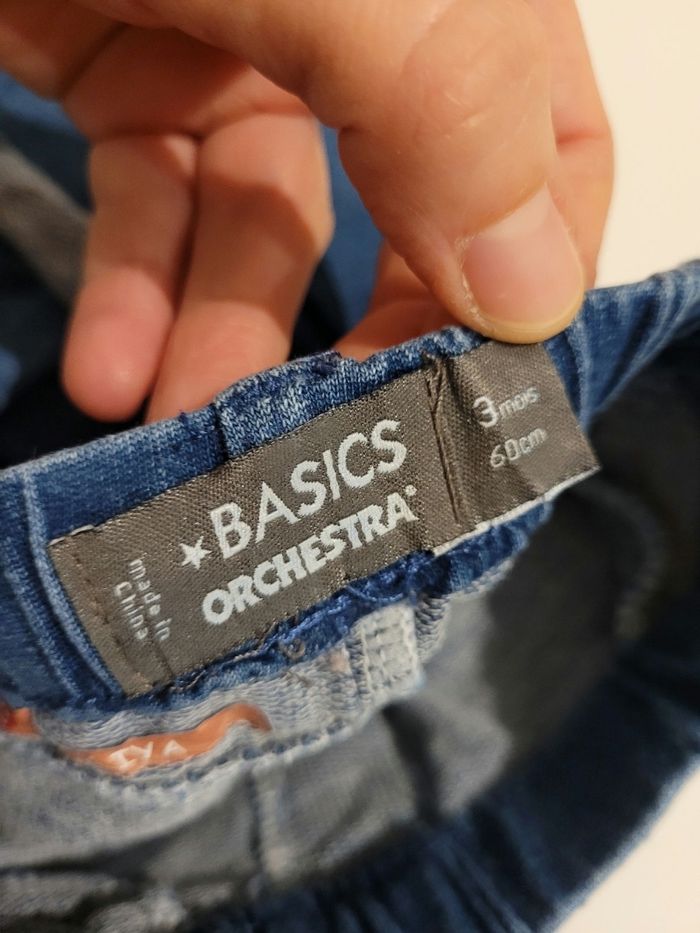 made in
China
★BASICS
ORCHESTRA
3mois
60cm